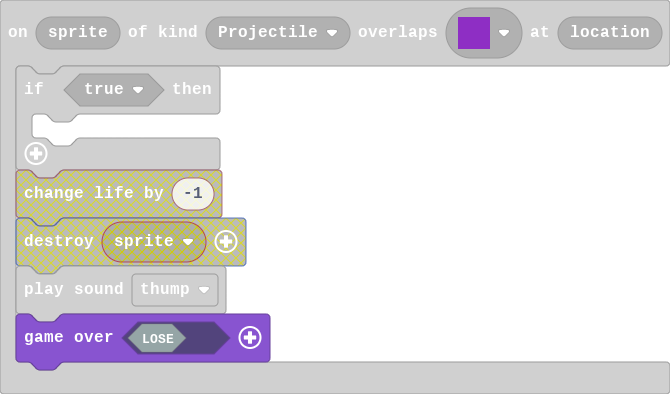 on sprite of kind Projectile overlaps at location
if true then
change life by -1
destroy sprite
play sound thump
game over LOSE